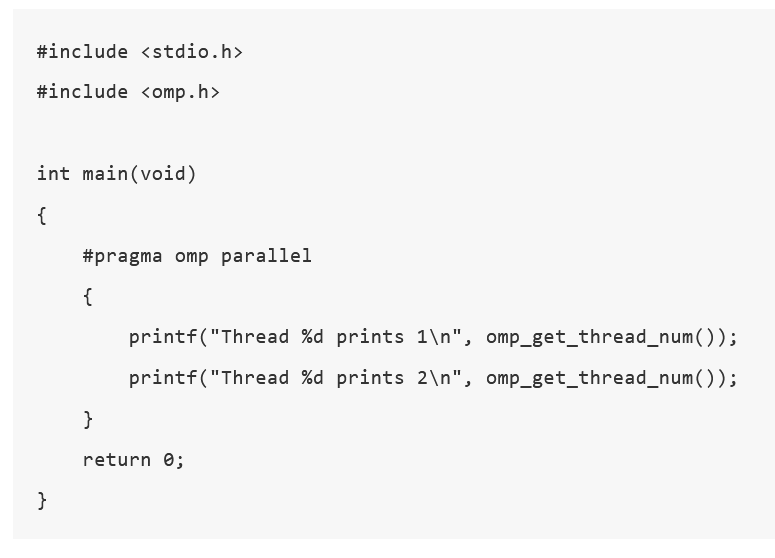 #include <stdio.h>
#include <omp.h>
int main(void)
{
    #pragma omp parallel
    {
        printf("Thread %d prints 1\n", omp_get_thread_num());
        printf("Thread %d prints 2\n", omp_get_thread_num());
    }
    return 0;
}